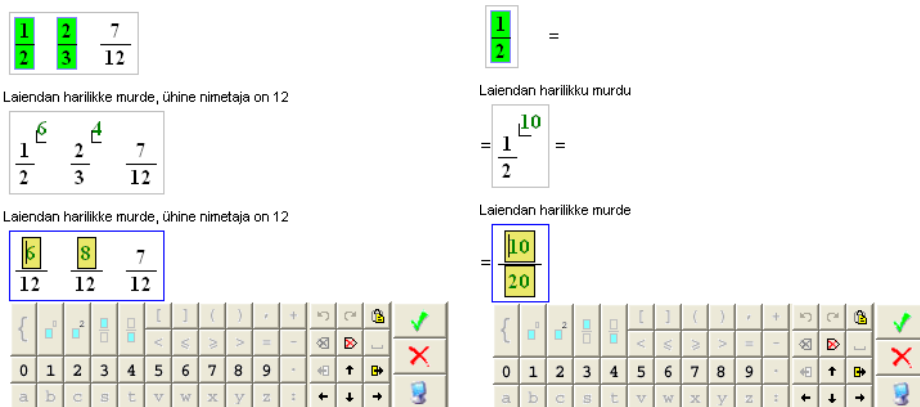 1/2 2/3 7/12
Laiendan harilikke murde, ühine nimetaja on 12
1/2 6 2/3 4 7/12
Laiendan harilikke murde, ühine nimetaja on 12
6/12 8/12 7/12
{ [ ] ( ) , +
< ⩽ ⩾ > = -
0 1 2 3 4 5 6 7 8 9 ·
a b c s t v w x z :
1/2 =
Laiendan harilikku murdu
= 1/2 10 =
Laiendan harilikke murde
= 10/20
{ [ ] ( ) , +
< ⩽ ⩾ > = -
0 1 2 3 4 5 6 7 8 9 ·
a b c s t v w x z :